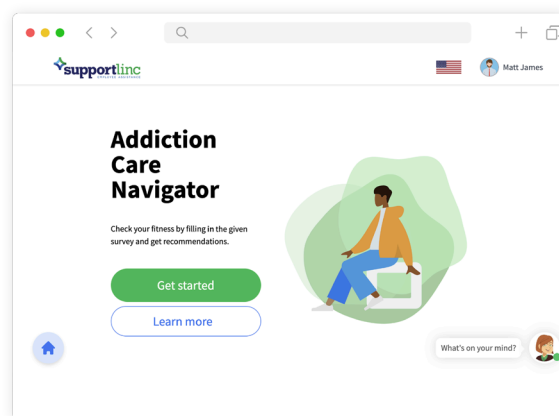 supportlinc
Matt James
Addiction
Care
Navigator
Check your fitness by filling in the given
survey and get recommendations.
Get started
Learn more
What's on your mind?